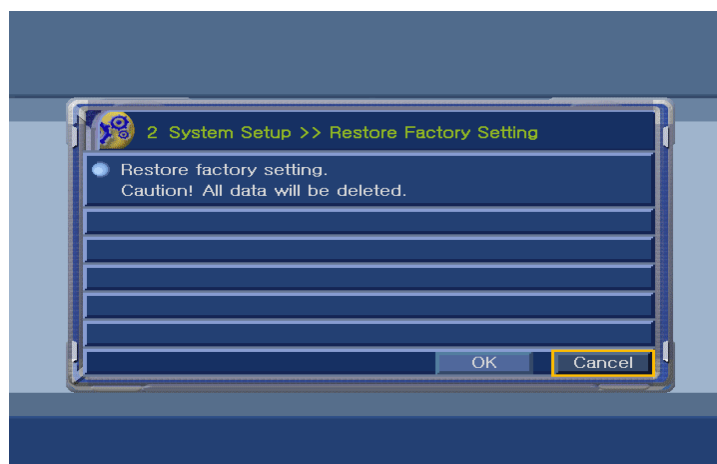 2 System Setup >> Restore Factory Setting
Restore factory setting.
Caution! All data will be deleted.
OK Cancel